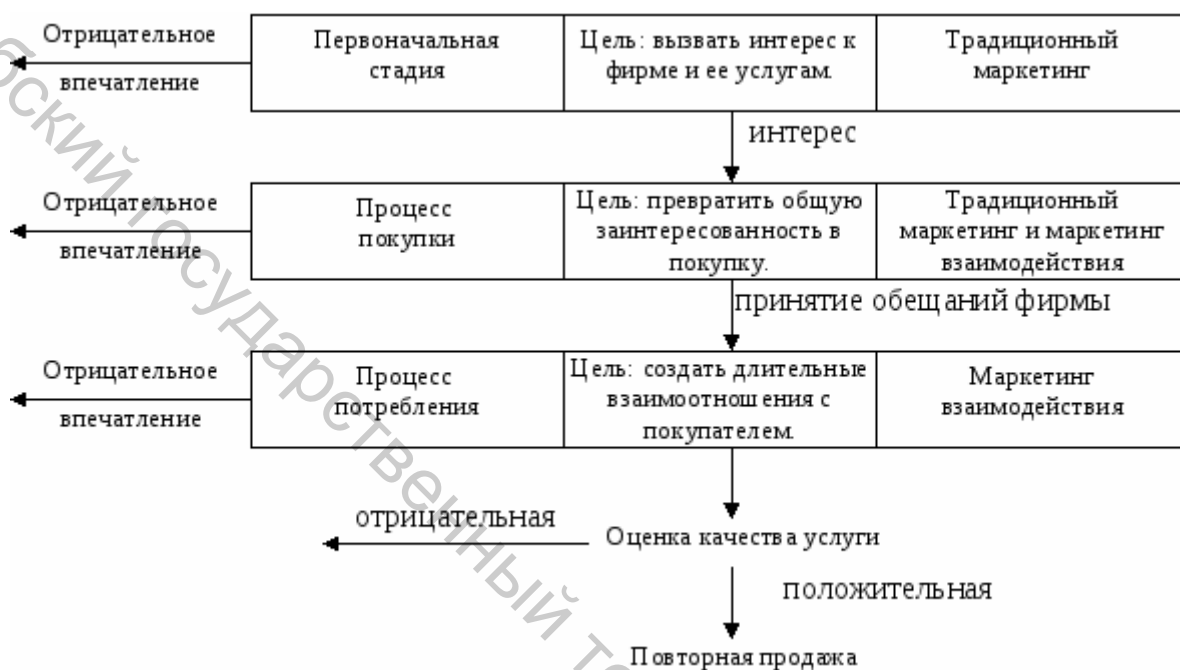 Отрицательное
впечатление
Первоначальная
стадия
Цель: вызвать интерес к
фирме и ее услугам.
Традиционный
маркетинг
интерес
Отрицательное
впечатление
Процесс
покупки
Цель: превратить общую
заинтересованность в
покупку.
Традиционный
маркетинг и маркетинг
взаимодействия
принятие обещаний фирмы
Отрицательное
впечатление
Процесс
потребления
Цель: создать длительные
взаимоотношения с
покупателем.
Маркетинг
взаимодействия
отрицательная
Оценка качества услуги
положительная
Повторная продажа
государственный